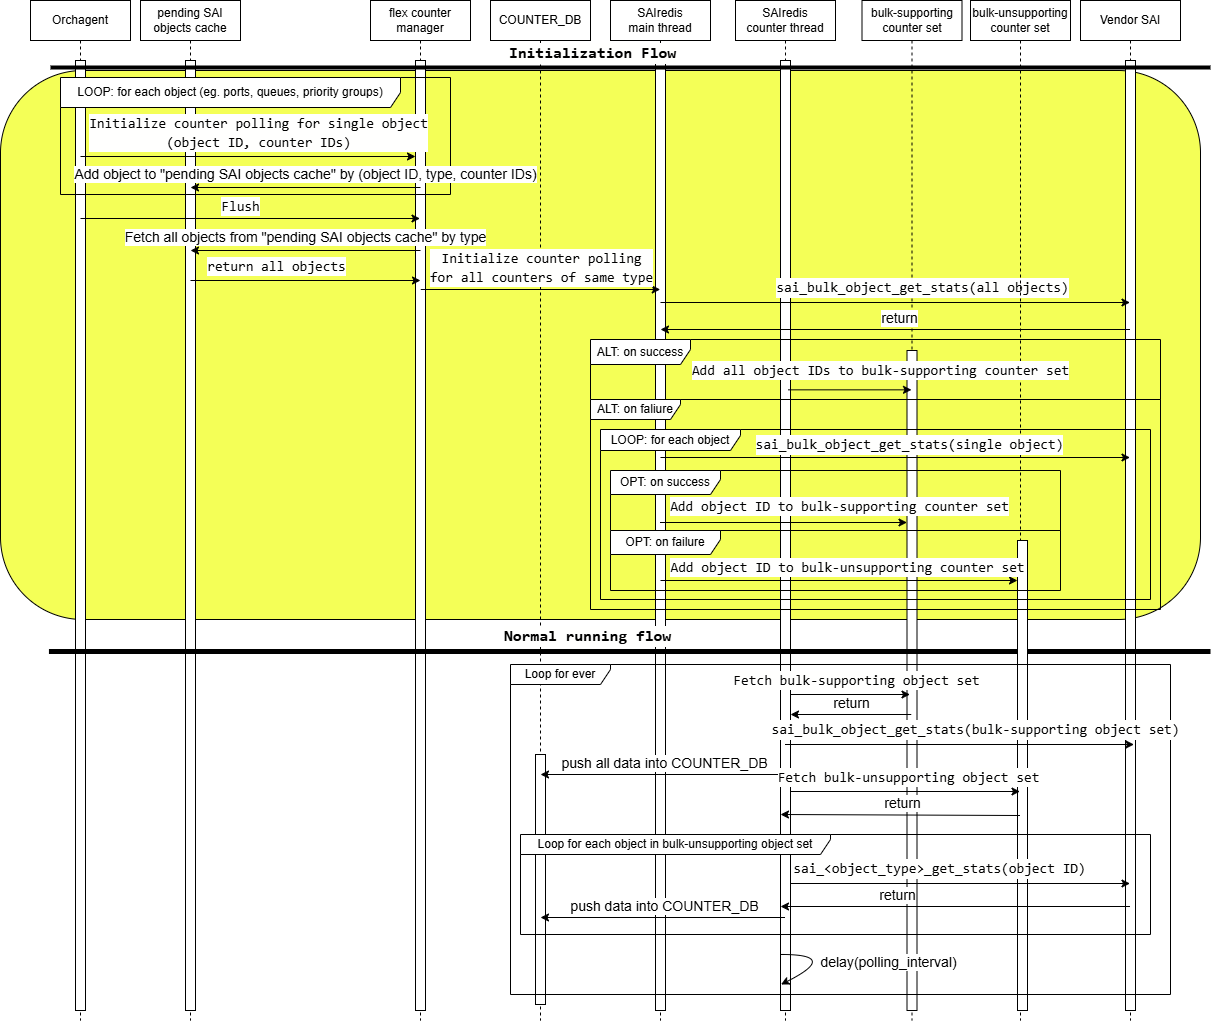 Orchagent
pending SAI
objects cache
flex counter
manager
COUNTER_DB
SAIredis
main thread
SAIredis
counter thread
bulk-supporting
counter set
bulk-unsupporting
counter set
Vendor SAI
Initialization Flow
LOOP: for each object (eg. ports, queues, priority groups)
Initialize counter polling for single object
(object ID, counter IDs)
Add object to "pending SAI objects cache" by (object ID, type, counter IDs)
Flush
Fetch all objects from "pending SAI objects cache" by type
return all objects
Initialize counter polling
for all counters of same type
sai_bulk_object_get_stats(all objects)
return
ALT: on success
Add all object IDs to bulk-supporting counter set
ALT: on faliure
LOOP: for each object
sai_bulk_object_get_stats(single object)
OPT: on success
Add object ID to bulk-supporting counter set
OPT: on failure
Add object ID to bulk-unsupporting counter set
Normal running flow
Loop for ever
Fetch bulk-supporting object set
return
sai_bulk_object_get_stats(bulk-supporting object set)
push all data into COUNTER_DB
Fetch bulk-unsupporting object set
return
Loop for each object in bulk-unsupporting object set
sai_<object_type>_get_stats(object ID)
return
push data into COUNTER_DB
delay(polling_interval)